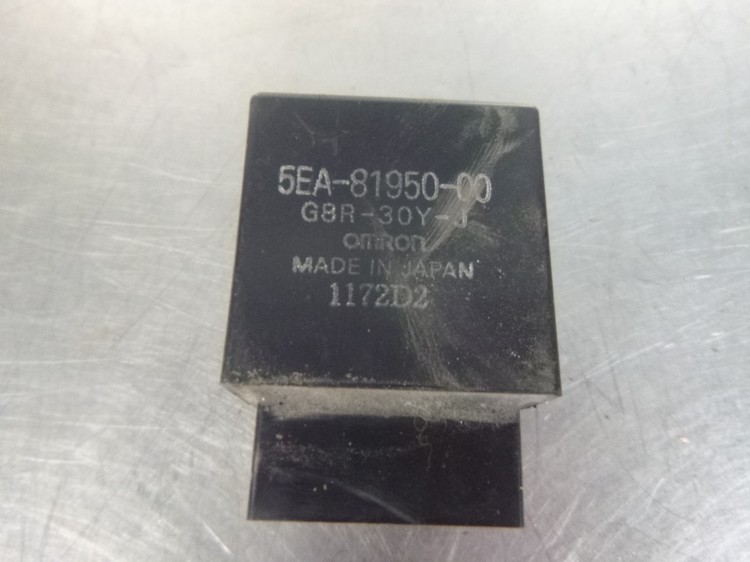 5EA-81950-00
G8R-30Y-J
omron
MADE IN JAPAN
1172D2